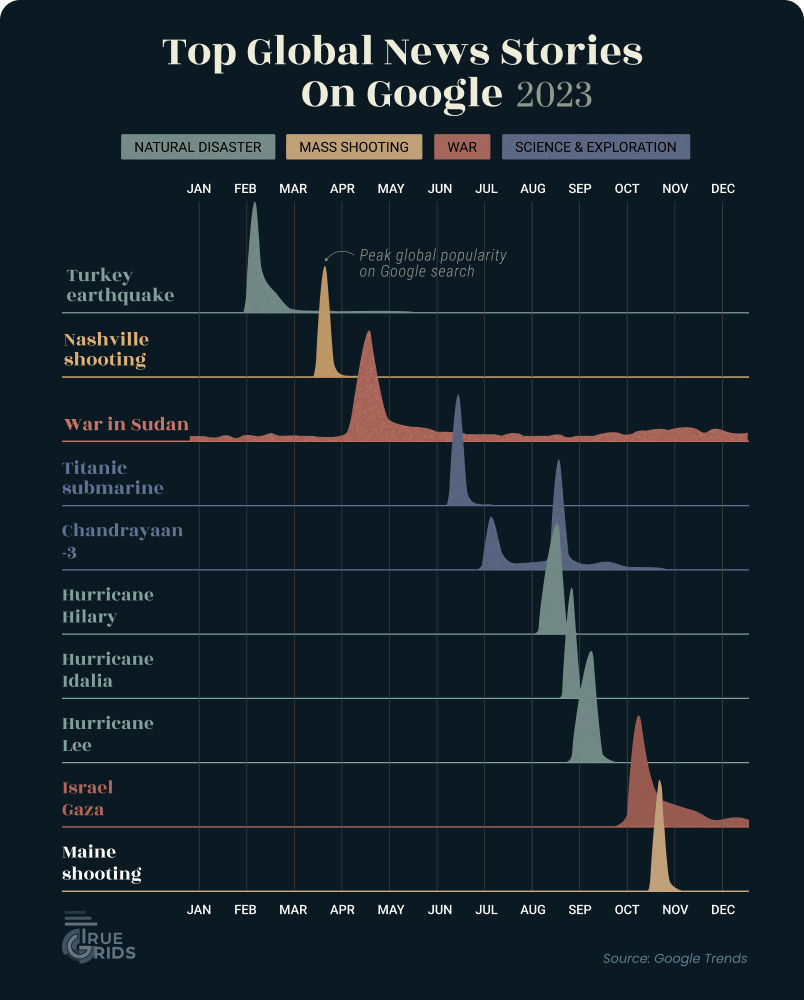 Top Global News Stories
On Google 2023
NATURAL DISASTER
MASS SHOOTING
WAR
SCIENCE & EXPLORATION
JAN FEB MAR APR MAY JUN JUL AUG SEP OCT NOV DEC
Peak global popularity
on Google search
Turkey
earthquake
Nashville
shooting
War in Sudan
Titanic
submarine
Chandrayaan
-3
Hurricane
Hilary
Hurricane
Idalia
Hurricane
Lee
Israel
Gaza
Maine
shooting
JAN FEB MAR APR MAY JUN JUL AUG SEP OCT NOV DEC
TRUE
GRIDS
Source: Google Trends